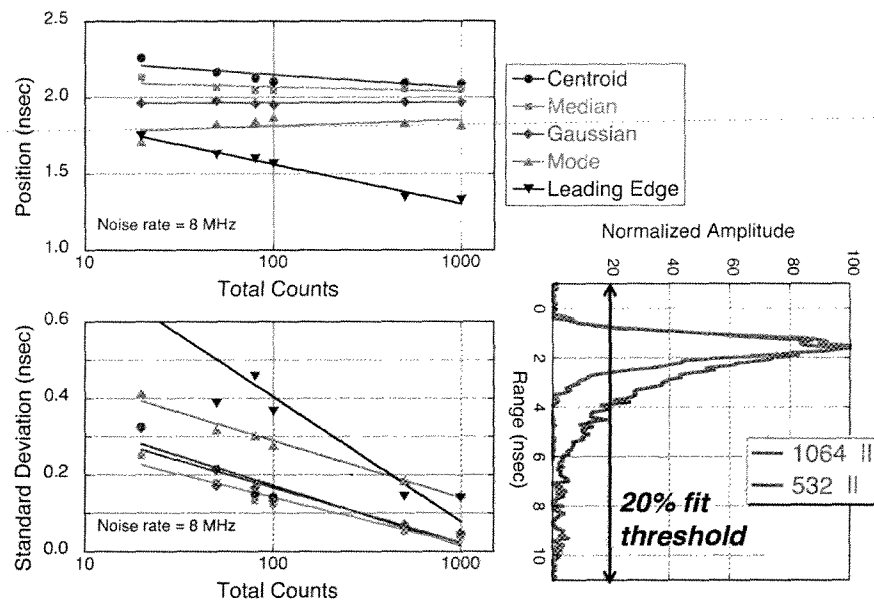 2.5
2.0
1.5
1.0
Position (nsec)
Noise rate = 8 MHz
10
100
1000
Total Counts
Centroid
Median
Gaussian
Mode
Leading Edge
0.6
0.4
0.2
0.0
Standard Deviation (nsec)
Noise rate = 8 MHz
10
100
1000
Total Counts
Normalized Amplitude
20
40
60
80
100
0
2
4
6
8
10
Range (nsec)
1064 II
532 II
20% fit
threshold